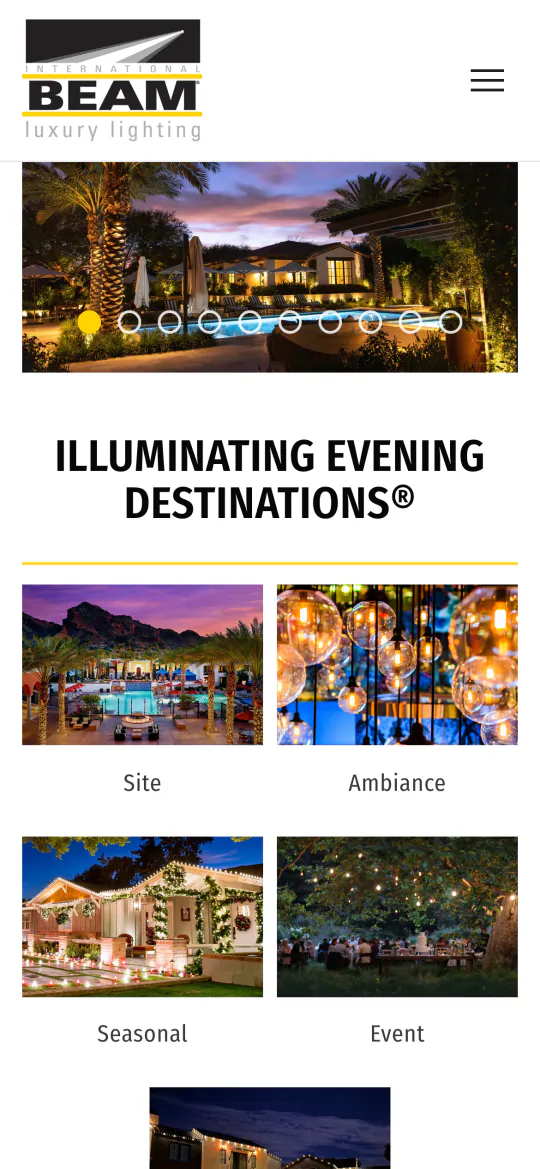 INTERNATIONAL
BEAM®
luxury lighting
ILLUMINATING EVENING
DESTINATIONS®
Site
Ambiance
Seasonal
Event